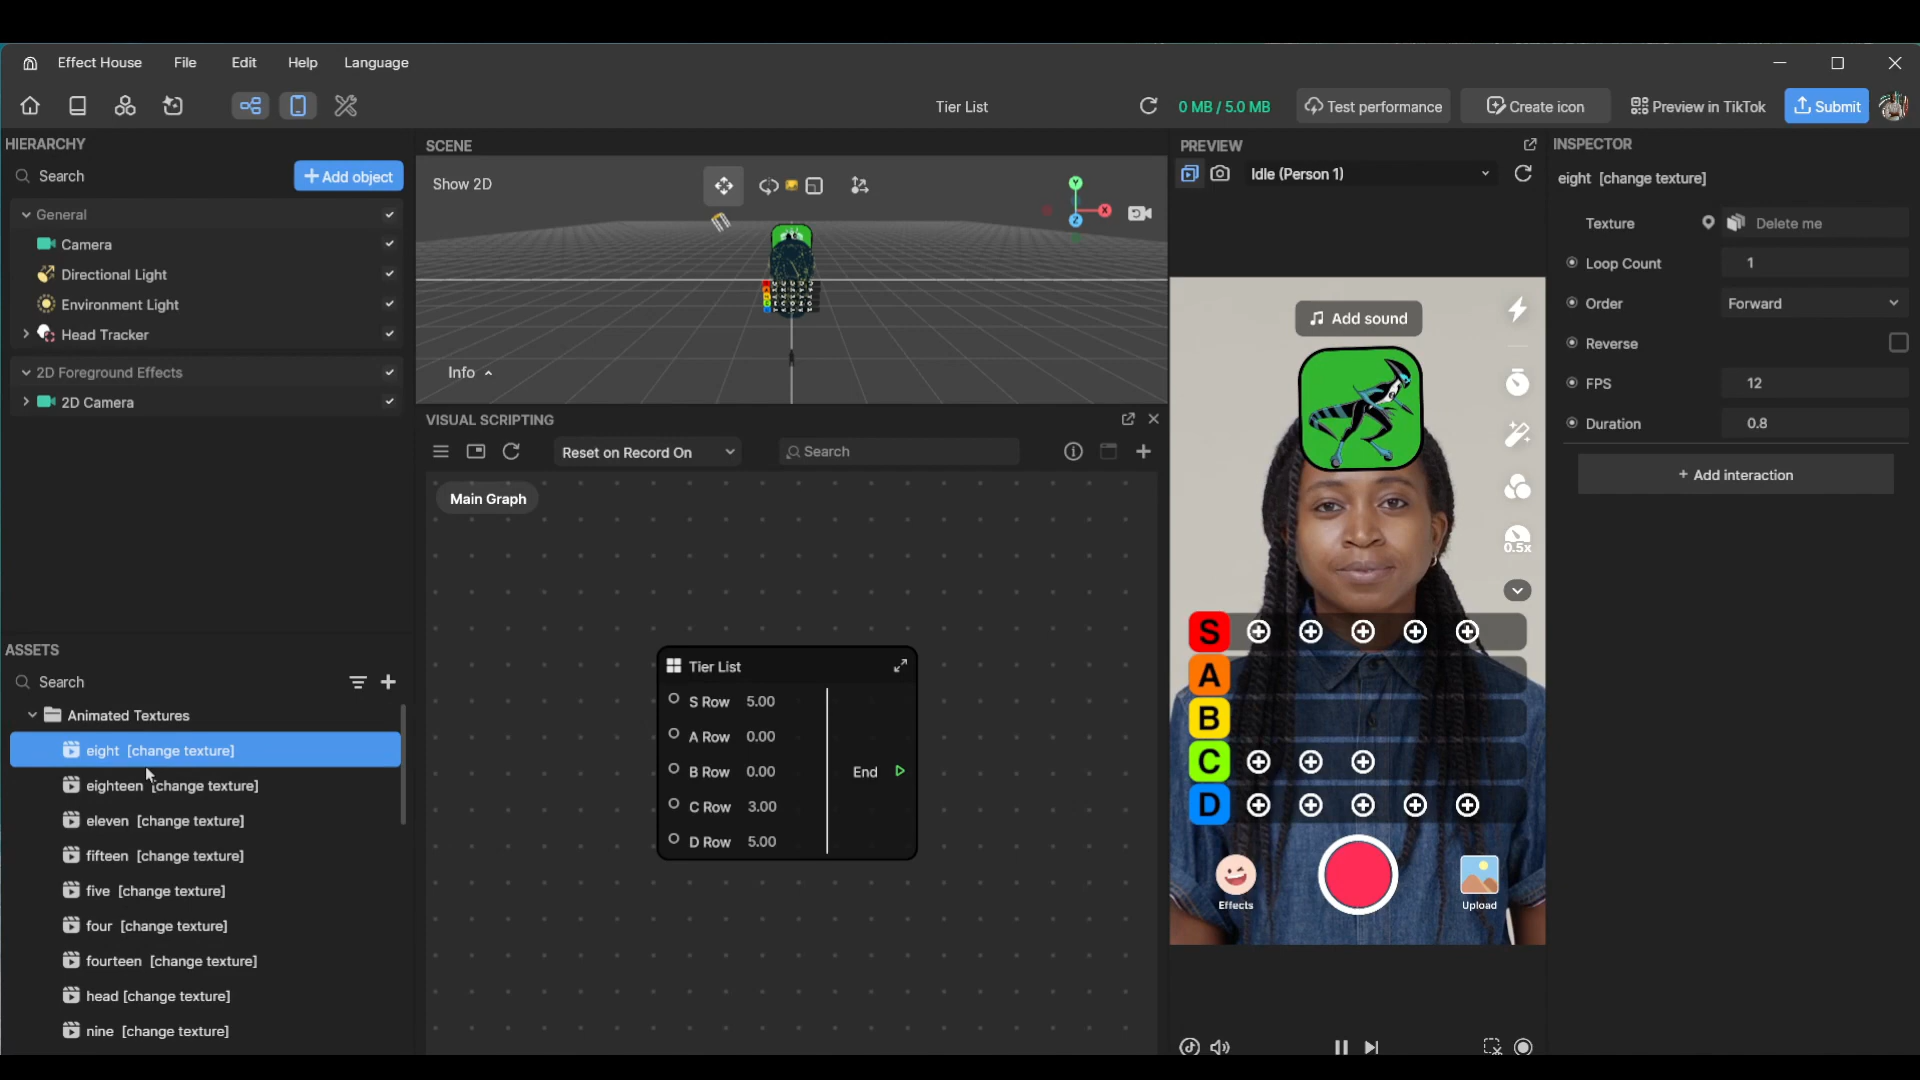 Effect House File Edit Help Language
Tier List 0 MB / 5.0 MB Test performance Create icon Preview in TikTok Submit
HIERARCHY
Search Add object
General
Camera
Directional Light
Environment Light
Head Tracker
2D Foreground Effects
2D Camera
ASSETS
Search
Animated Textures
eight [change texture]
eighteen [change texture]
eleven [change texture]
fifteen [change texture]
five [change texture]
four [change texture]
fourteen [change texture]
head [change texture]
nine [change texture]
SCENE
Show 2D
Y
X
Z
Info
VISUAL SCRIPTING
Reset on Record On Search
Main Graph
Tier List
S Row 5.00
A Row 0.00
B Row 0.00
End
C Row 3.00
D Row 5.00
PREVIEW
Idle (Person 1)
Add sound
0.5x
S
A
B
C
D
Effects Upload
INSPECTOR
eight [change texture]
Texture Delete me
Loop Count 1
Order Forward
Reverse
FPS 12
Duration 0.8
+ Add interaction